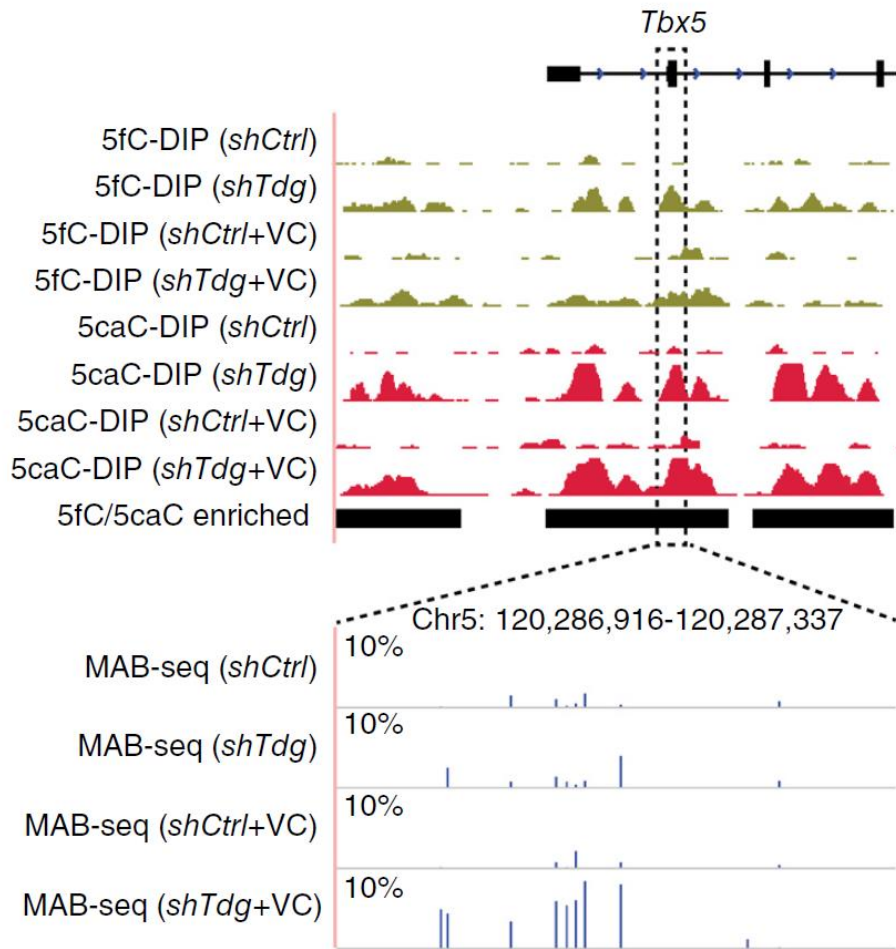 Tbx5
5fC-DIP (shCtrl)
5fC-DIP (shTdg)
5fC-DIP (shCtrl+VC)
5fC-DIP (shTdg+VC)
5caC-DIP (shCtrl)
5caC-DIP (shTdg)
5caC-DIP (shCtrl+VC)
5caC-DIP (shTdg+VC)
5fC/5caC enriched
Chr5: 120,286,916-120,287,337
10%
MAB-seq (shCtrl)
10%
MAB-seq (shTdg)
10%
MAB-seq (shCtrl+VC)
10%
MAB-seq (shTdg+VC)